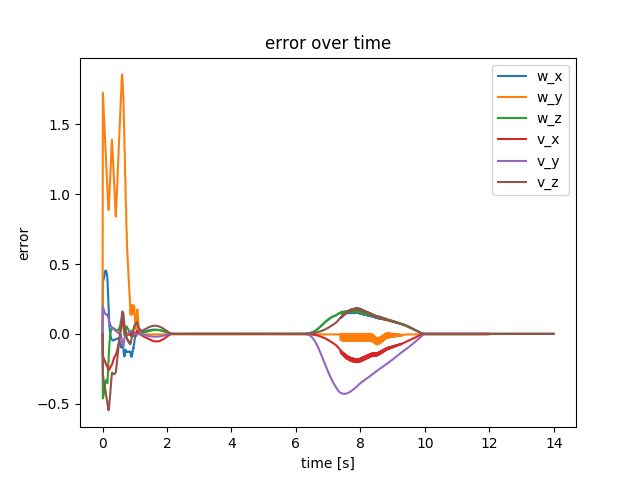 error over time
w_x
w_y
w_z
v_x
v_y
v_z
error
1.5
1.0
0.5
0.0
−0.5
0 2 4 6 8 10 12 14
time [s]